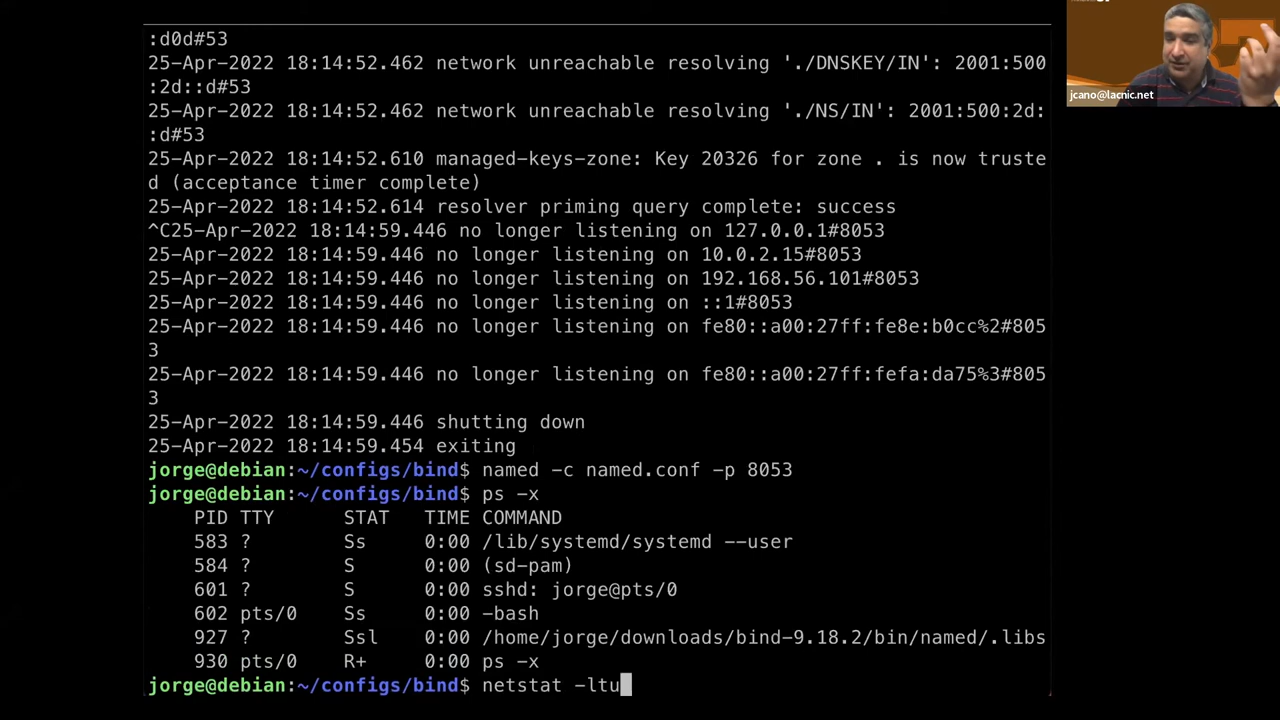 :d0d#53
25-Apr-2022 18:14:52.462 network unreachable resolving './DNSKEY/IN': 2001:500
:2d::d#53
25-Apr-2022 18:14:52.462 network unreachable resolving './NS/IN': 2001:500:2d:
:d#53
25-Apr-2022 18:14:52.610 managed-keys-zone: Key 20326 for zone . is now truste
d (acceptance timer complete)
25-Apr-2022 18:14:52.614 resolver priming query complete: success
^C25-Apr-2022 18:14:59.446 no longer listening on 127.0.0.1#8053
25-Apr-2022 18:14:59.446 no longer listening on 10.0.2.15#8053
25-Apr-2022 18:14:59.446 no longer listening on 192.168.56.101#8053
25-Apr-2022 18:14:59.446 no longer listening on ::1#8053
25-Apr-2022 18:14:59.446 no longer listening on fe80::a00:27ff:fe8e:b0cc%2#805
3
25-Apr-2022 18:14:59.446 no longer listening on fe80::a00:27ff:fefa:da75%3#805
3
25-Apr-2022 18:14:59.446 shutting down
25-Apr-2022 18:14:59.454 exiting
jorge@debian:~/configs/bind$ named -c named.conf -p 8053
jorge@debian:~/configs/bind$ ps -x
PID TTY STAT TIME COMMAND
583 ? Ss 0:00 /lib/systemd/systemd --user
584 ? S 0:00 (sd-pam)
601 ? S 0:00 sshd: jorge@pts/0
602 pts/0 Ss 0:00 -bash
927 ? Ssl 0:00 /home/jorge/downloads/bind-9.18.2/bin/named/.libs
930 pts/0 R+ 0:00 ps -x
jorge@debian:~/configs/bind$ netstat -ltu
jcano@lacnic.net